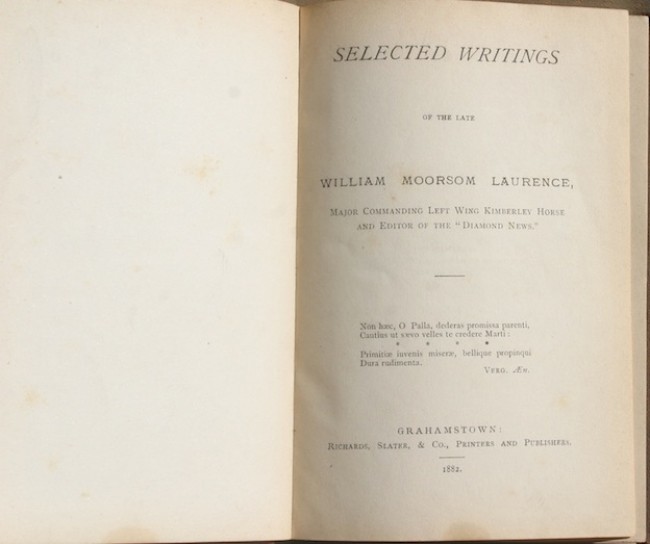 SELECTED WRITINGS
OF THE LATE
WILLIAM MOORSOM LAURENCE,
MAJOR COMMANDING LEFT WING KIMBERLEY HORSE
AND EDITOR OF THE "DIAMOND NEWS."
Non hæc, O Palla, dederas promissa parenti,
Cautius ut vævo velles te credere Marti:
* * * *
Primitiæ iuvenis miseræ, bellique propinqui
Dura rudimenta.
VERG. Æn.
GRAHAMSTOWN:
RICHARDS, SLATER, & CO., PRINTERS AND PUBLISHERS.
1882.